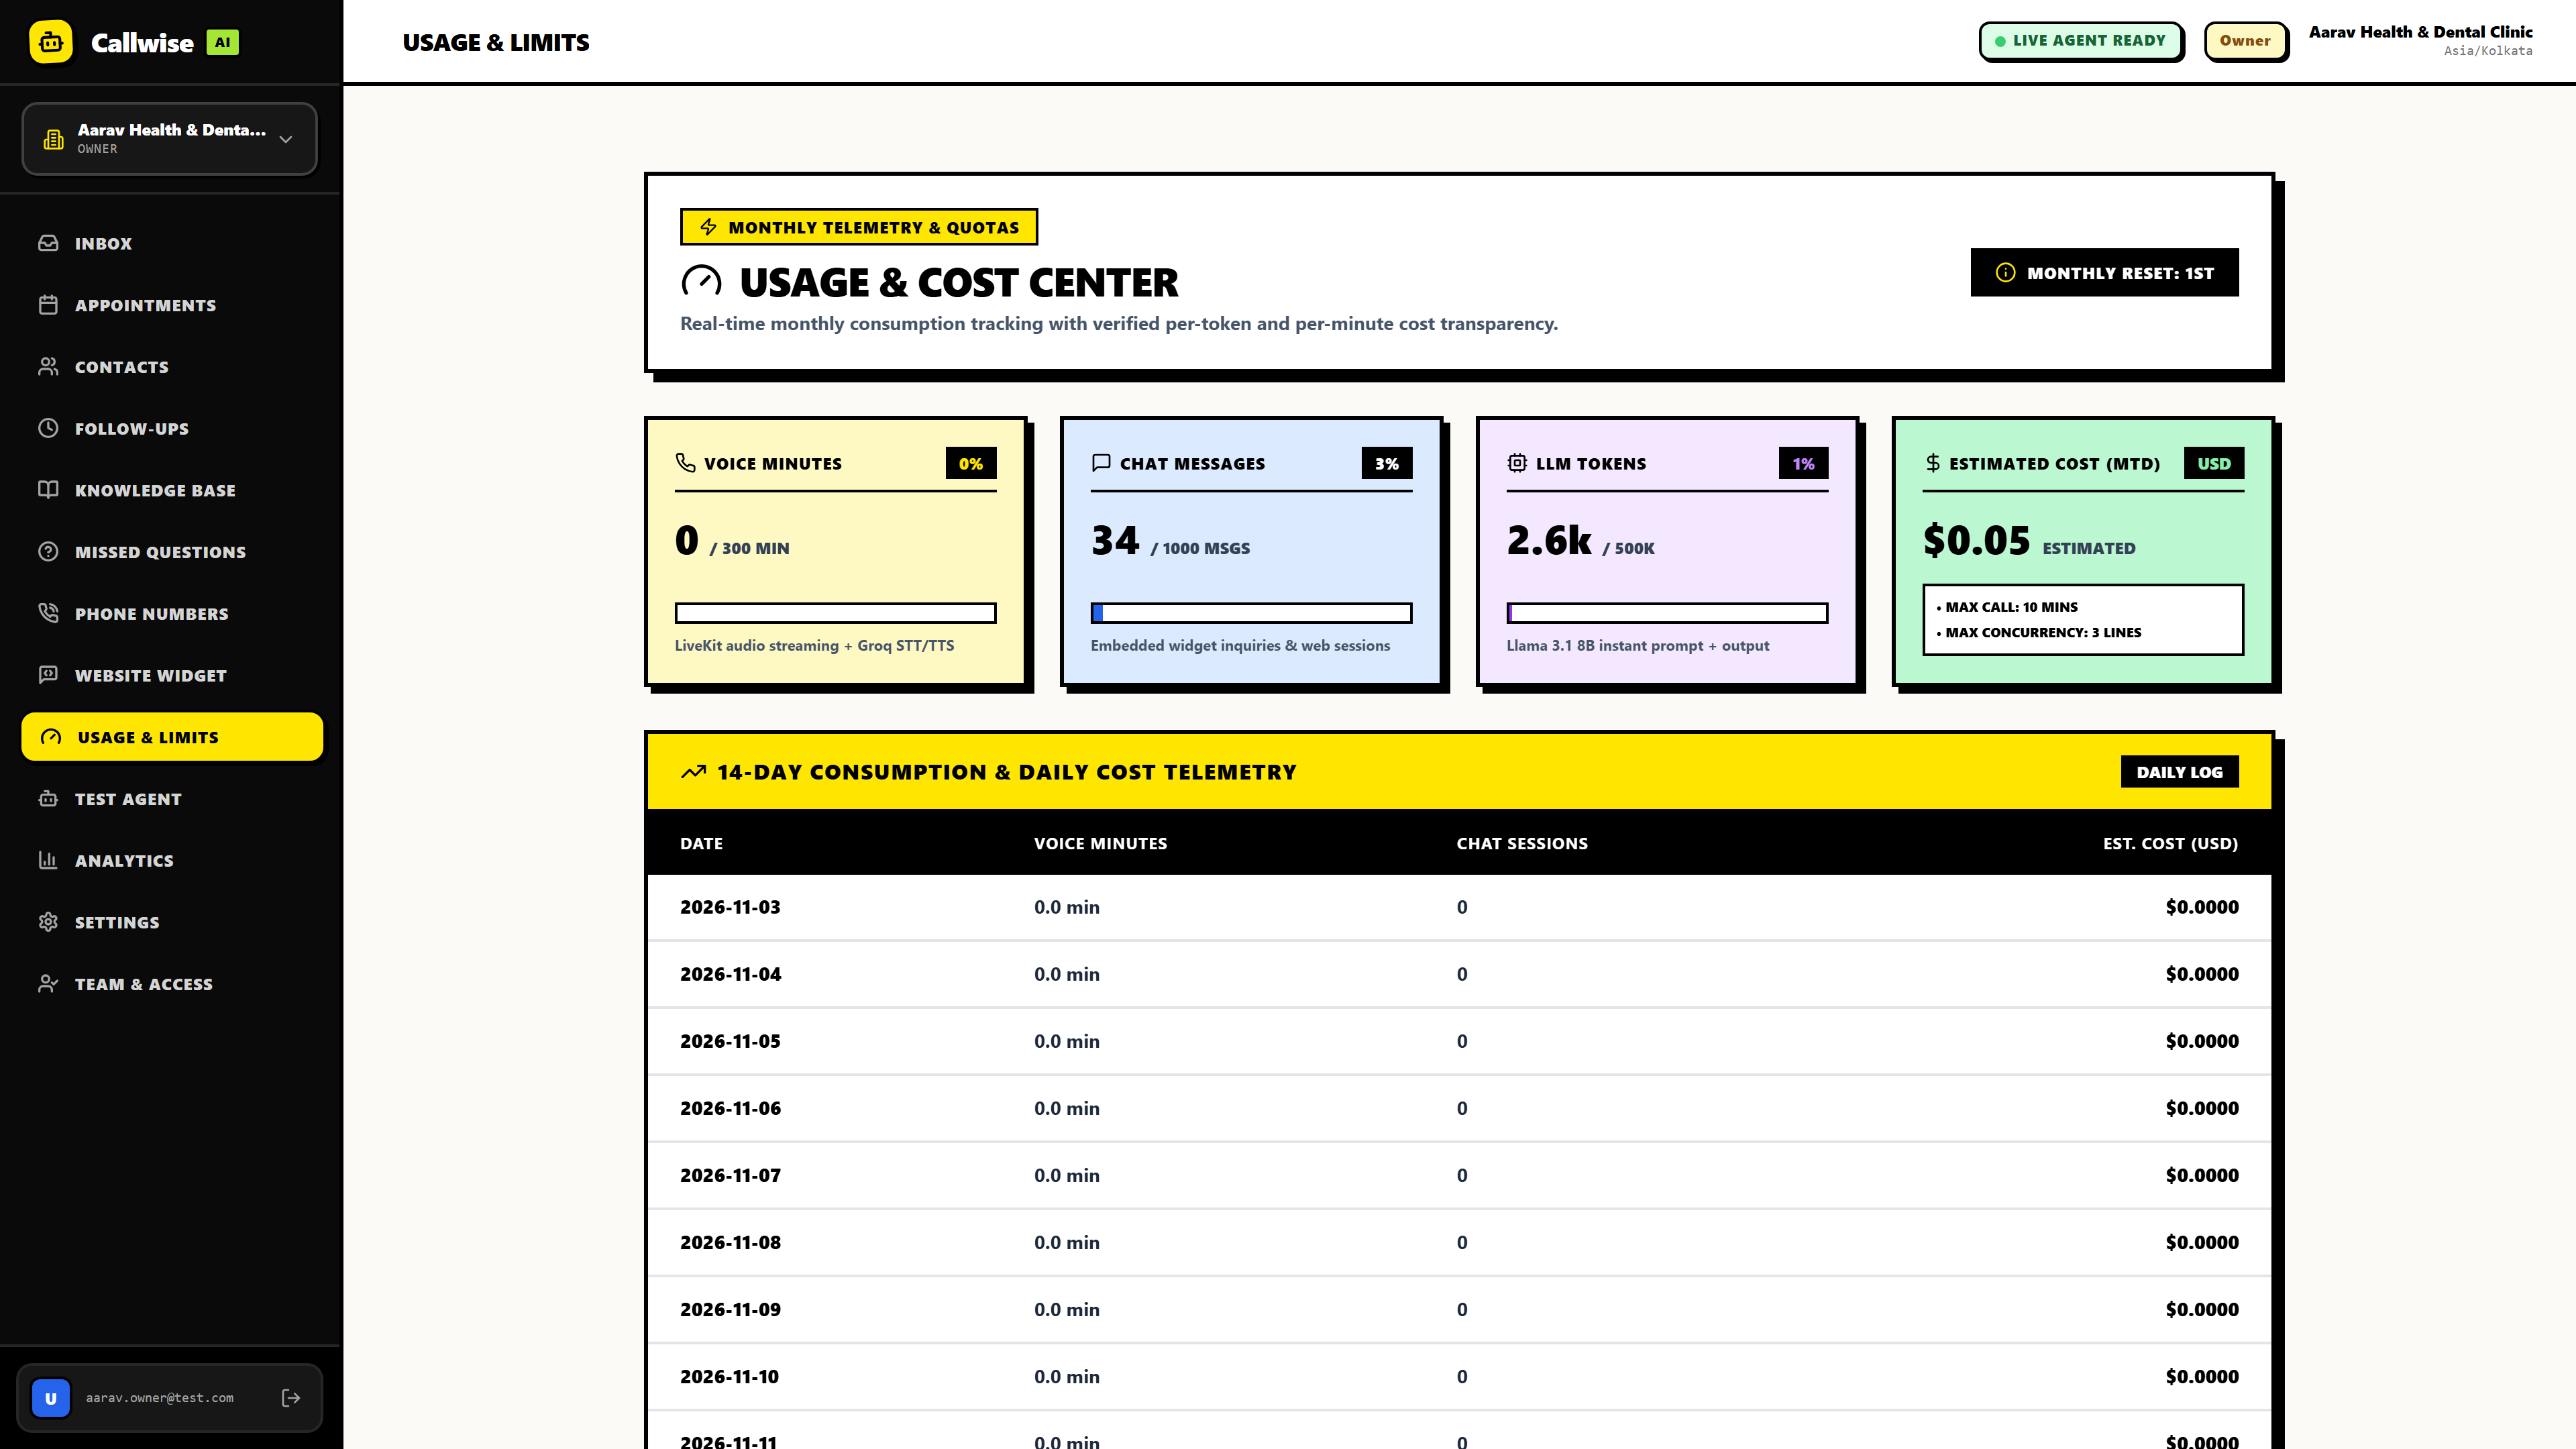 Callwise AI
Aarav Health & Denta...
OWNER
INBOX
APPOINTMENTS
CONTACTS
FOLLOW-UPS
KNOWLEDGE BASE
MISSED QUESTIONS
PHONE NUMBERS
WEBSITE WIDGET
USAGE & LIMITS
TEST AGENT
ANALYTICS
SETTINGS
TEAM & ACCESS
U aarav.owner@test.com
USAGE & LIMITS
LIVE AGENT READY
Owner
Aarav Health & Dental Clinic
Asia/Kolkata
MONTHLY TELEMETRY & QUOTAS
USAGE & COST CENTER
Real-time monthly consumption tracking with verified per-token and per-minute cost transparency.
MONTHLY RESET: 1ST
VOICE MINUTES 0%
0 / 300 MIN
LiveKit audio streaming + Groq STT/TTS
CHAT MESSAGES 3%
34 / 1000 MSGS
Embedded widget inquiries & web sessions
LLM TOKENS 1%
2.6k / 500K
Llama 3.1 8B instant prompt + output
ESTIMATED COST (MTD) USD
$0.05 ESTIMATED
• MAX CALL: 10 MINS
• MAX CONCURRENCY: 3 LINES
14-DAY CONSUMPTION & DAILY COST TELEMETRY DAILY LOG
DATE VOICE MINUTES CHAT SESSIONS EST. COST (USD)
2026-11-03 0.0 min 0 $0.0000
2026-11-04 0.0 min 0 $0.0000
2026-11-05 0.0 min 0 $0.0000
2026-11-06 0.0 min 0 $0.0000
2026-11-07 0.0 min 0 $0.0000
2026-11-08 0.0 min 0 $0.0000
2026-11-09 0.0 min 0 $0.0000
2026-11-10 0.0 min 0 $0.0000
2026-11-11 0.0 min 0 $0.0000